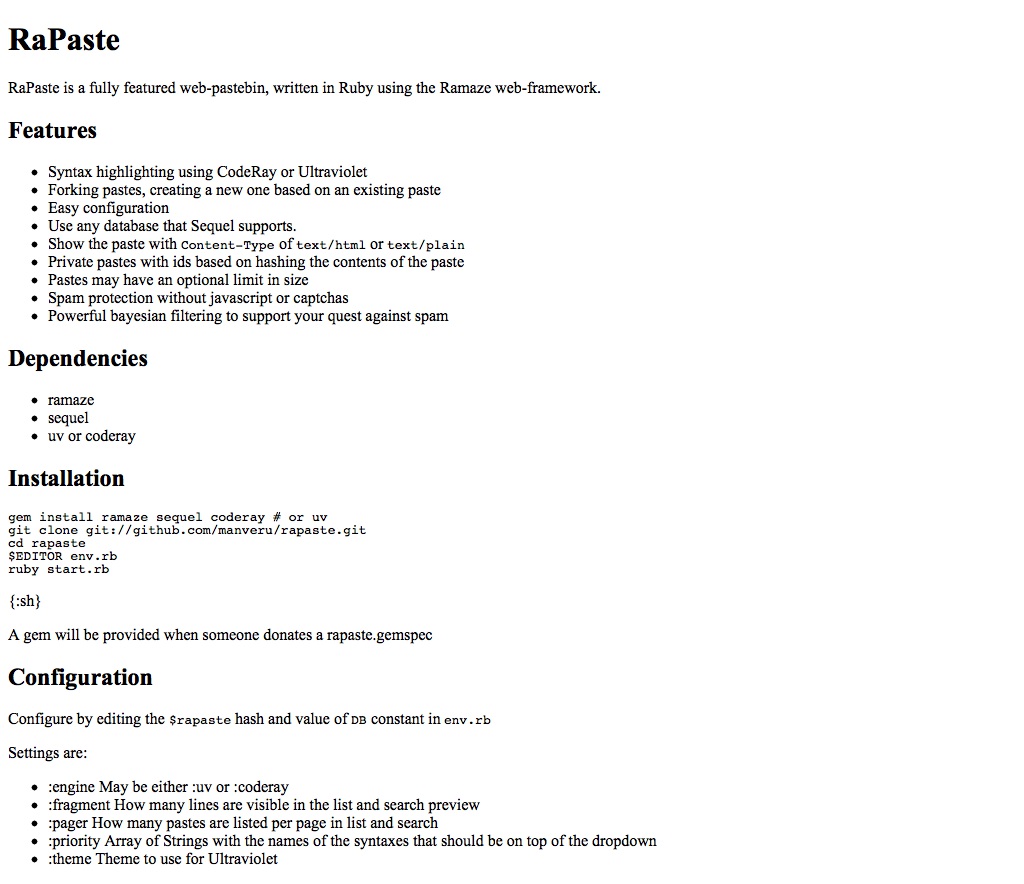 RaPaste
RaPaste is a fully featured web-pastebin, written in Ruby using the Ramaze web-framework.
Features
• Syntax highlighting using CodeRay or Ultraviolet
• Forking pastes, creating a new one based on an existing paste
• Easy configuration
• Use any database that Sequel supports.
• Show the paste with Content-Type of text/html or text/plain
• Private pastes with ids based on hashing the contents of the paste
• Pastes may have an optional limit in size
• Spam protection without javascript or captchas
• Powerful bayesian filtering to support your quest against spam
Dependencies
• ramaze
• sequel
• uv or coderay
Installation
gem install ramaze sequel coderay # or uv
git clone git://github.com/manveru/rapaste.git
cd rapaste
$EDITOR env.rb
ruby start.rb
{:sh}
A gem will be provided when someone donates a rapaste.gemspec
Configuration
Configure by editing the $rapaste hash and value of DB constant in env.rb
Settings are:
• :engine May be either :uv or :coderay
• :fragment How many lines are visible in the list and search preview
• :pager How many pastes are listed per page in list and search
• :priority Array of Strings with the names of the syntaxes that should be on top of the dropdown
• :theme Theme to use for Ultraviolet